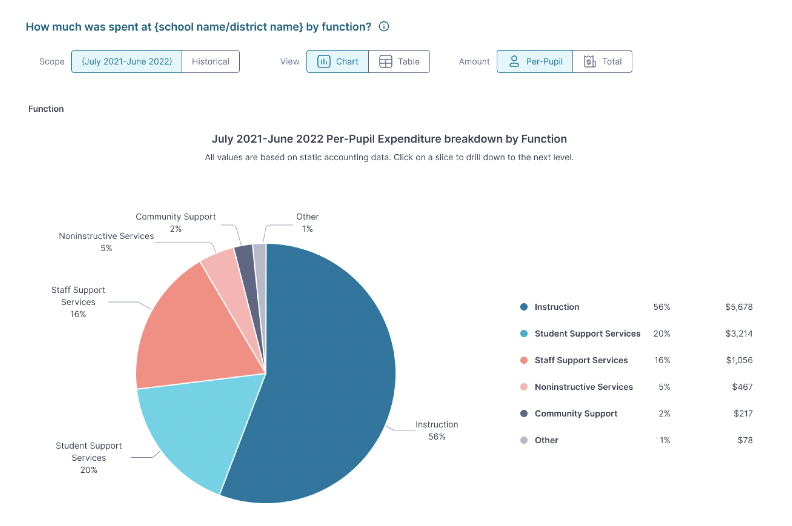 How much was spent at {school name/district name} by function?
Scope {July 2021-June 2022} Historical View Chart Table Amount Per-Pupil Total
Function
July 2021-June 2022 Per-Pupil Expenditure breakdown by Function
All values are based on static accounting data. Click on a slice to drill down to the next level.
Community Support
2%
Other
1%
Noninstructive Services
5%
Staff Support
Services
16%
Student Support
Services
20%
Instruction
56%
Instruction 56% $5,678
Student Support Services 20% $3,214
Staff Support Services 16% $1,056
Noninstructive Services 5% $467
Community Support 2% $217
Other 1% $78